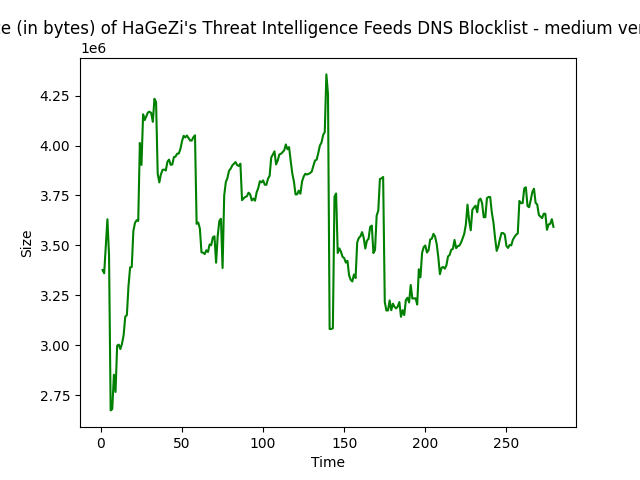 (in bytes) of HaGeZi's Threat Intelligence Feeds DNS Blocklist - medium
1e6
4.25
4.00
3.75
3.50
3.25
3.00
2.75
Size
0 50 100 150 200 250
Time